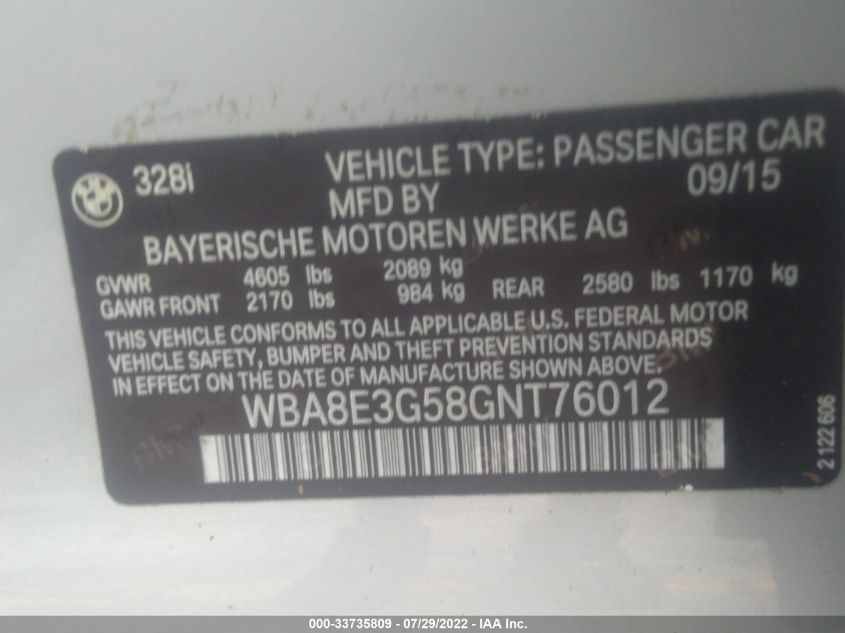 328i VEHICLE TYPE: PASSENGER CAR
MFD BY 09/15
BAYERISCHE MOTOREN WERKE AG
GVWR 4605 lbs 2089 kg
GAWR FRONT 2170 lbs 984 kg REAR 2580 lbs 1170 kg
THIS VEHICLE CONFORMS TO ALL APPLICABLE U.S. FEDERAL MOTOR
VEHICLE SAFETY, BUMPER AND THEFT PREVENTION STANDARDS
IN EFFECT ON THE DATE OF MANUFACTURE SHOWN ABOVE.
WBA8E3G58GNT76012
2 122 606
000-33735809 - 07/29/2022 - IAA Inc.